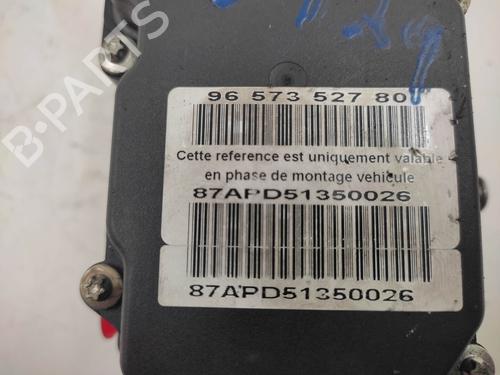 96 573 527 80
Cette reference est uniquement valable
en phase de montage vehicule
87APD51350026
87APD51350026
B-PARTS